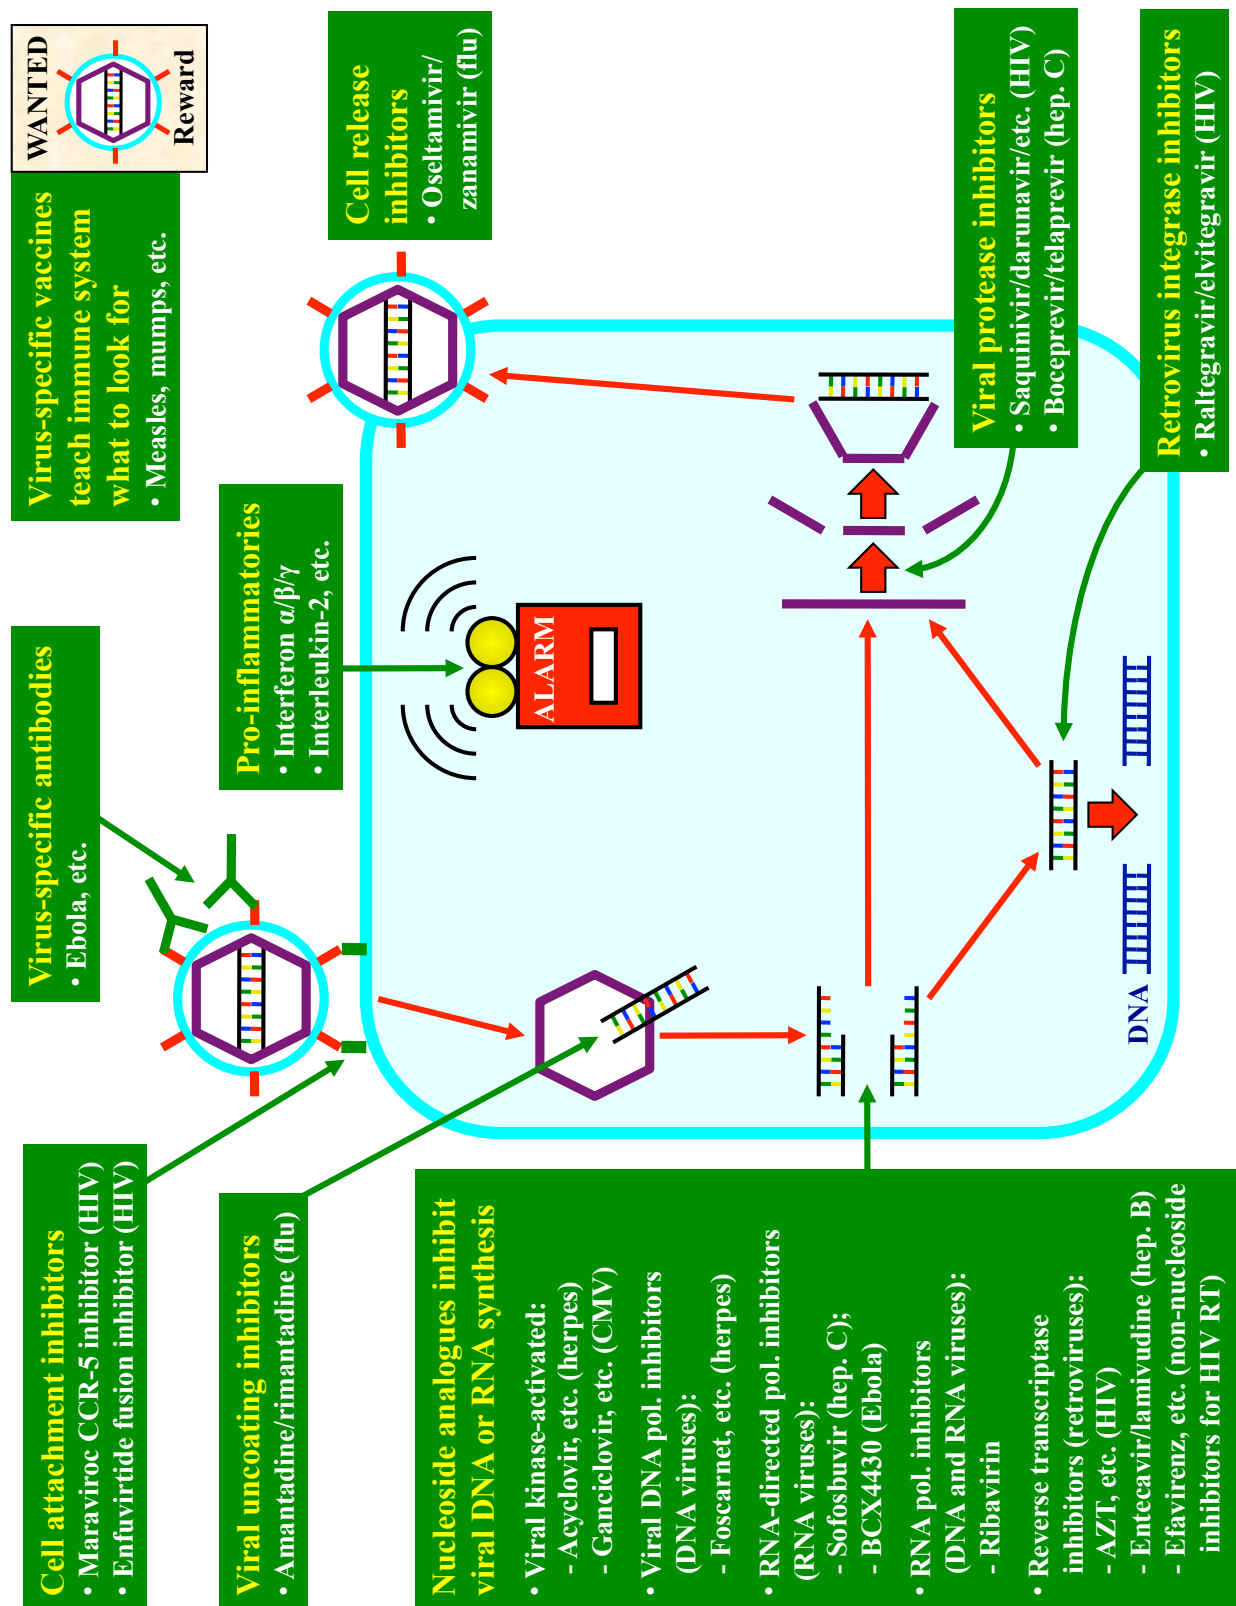 Cell attachment inhibitors
• Maraviroc CCR-5 inhibitor (HIV)
• Enfuvirtide fusion inhibitor (HIV)
Virus-specific antibodies
• Ebola, etc.
Virus-specific vaccines
teach immune system
what to look for
• Measles, mumps, etc.
WANTED
Reward
Viral uncoating inhibitors
• Amantadine/rimantadine (flu)
Pro-inflammatories
• Interferon α/β/γ
• Interleukin-2, etc.
Cell release
inhibitors
• Oseltamivir/
zanamivir (flu)
ALARM
Nucleoside analogues inhibit
viral DNA or RNA synthesis
• Viral kinase-activated:
- Acyclovir, etc. (herpes)
- Ganciclovir, etc. (CMV)
• Viral DNA pol. inhibitors
(DNA viruses):
- Foscarnet, etc. (herpes)
• RNA-directed pol. inhibitors
(RNA viruses):
- Sofosbuvir (hep. C);
- BCX4430 (Ebola)
• RNA pol. inhibitors
(DNA and RNA viruses):
- Ribavirin
• Reverse transcriptase
inhibitors (retroviruses):
- AZT, etc. (HIV)
- Entecavir/lamivudine (hep. B)
- Efavirenz, etc. (non-nucleoside
inhibitors for HIV RT)
Viral protease inhibitors
• Saquinivir/darunavir/etc. (HIV)
• Boceprevir/telaprevir (hep. C)
Retrovirus integrase inhibitors
• Raltegravir/elvitegravir (HIV)
DNA